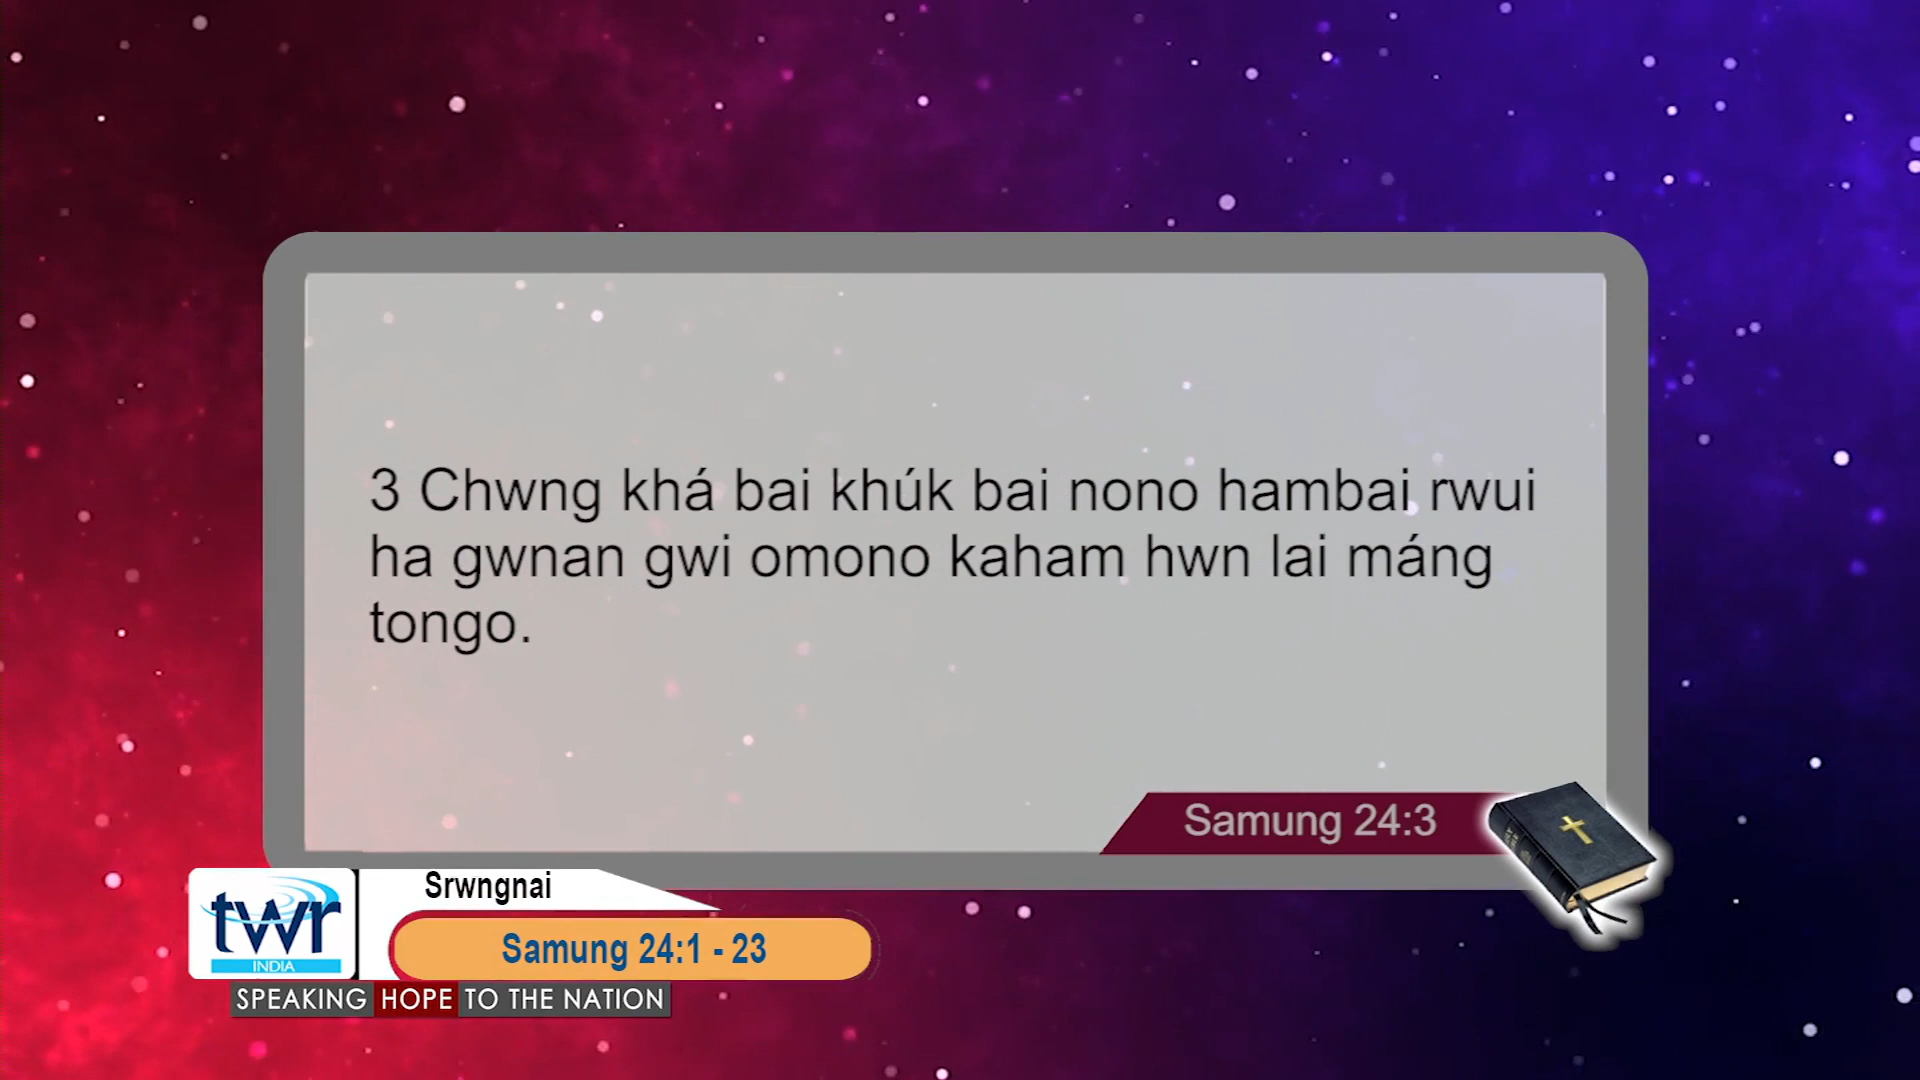 3 Chwng khá bai khúk bai nono hambai rwui
ha gwnan gwi omono kaham hwn lai máng
tongo.
Samung 24:3
Srwngnai
twr
INDIA
Samung 24:1 - 23
SPEAKING HOPE TO THE NATION